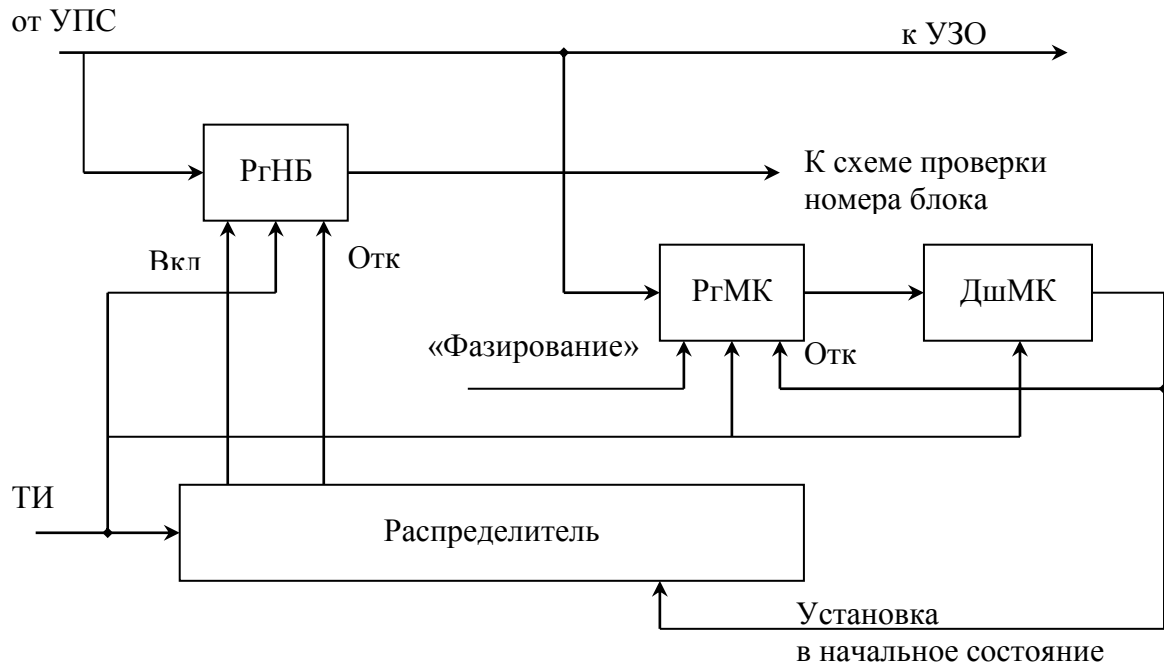 от УПС
к УЗО
РгНБ
К схеме проверки
номера блока
Вкл
Отк
РгМК
ДшМК
«Фазирование»
Отк
ТИ
Распределитель
Установка
в начальное состояние